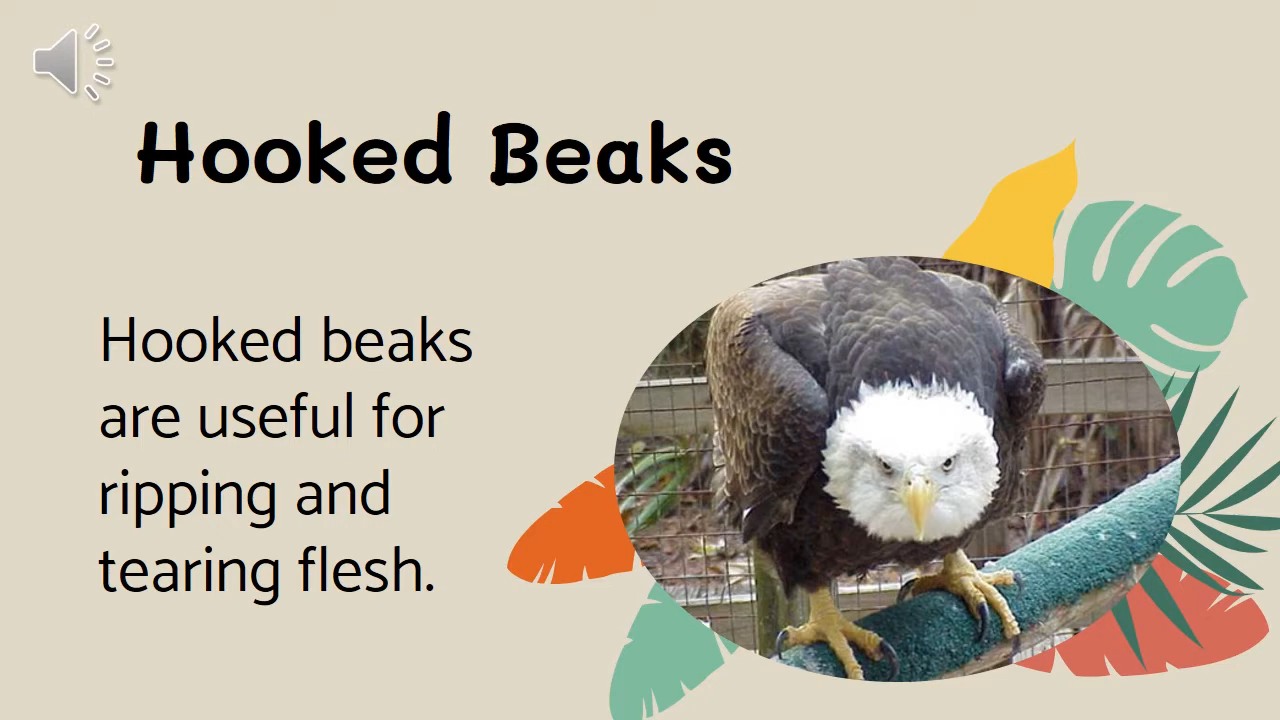 Hooked Beaks
Hooked beaks
are useful for
ripping and
tearing flesh.